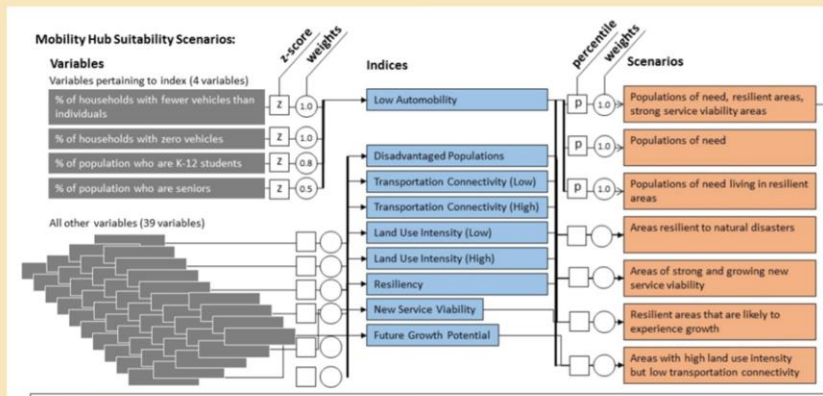 Mobility Hub Suitability Scenarios:
z-score
weights
percentile
weights
Variables
Indices
Scenarios
Variables pertaining to index (4 variables)
% of households with fewer vehicles than
individuals
z
1.0
Low Automobility
p
1.0
Populations of need, resilient areas,
strong service viability areas
% of households with zero vehicles
z
1.0
% of population who are K-12 students
z
0.8
% of population who are seniors
z
0.5
Disadvantaged Populations
Transportation Connectivity (Low)
Transportation Connectivity (High)
Land Use Intensity (Low)
Land Use Intensity (High)
Resiliency
New Service Viability
Future Growth Potential
p
1.0
Populations of need
p
1.0
Populations of need living in resilient
areas
All other variables (39 variables)
Areas resilient to natural disasters
Areas of strong and growing new
service viability
Resilient areas that are likely to
experience growth
Areas with high land use intensity
but low transportation connectivity